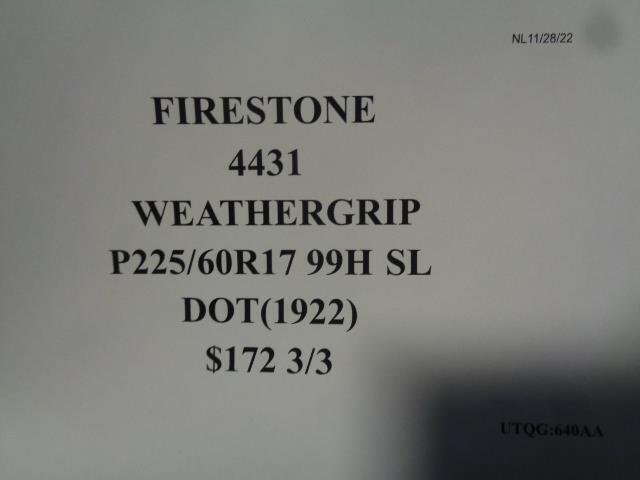 NL11/28/22
FIRESTONE
4431
WEATHERGRIP
P225/60R17 99H SL
DOT(1922)
$172 3/3
UTQG:640AA